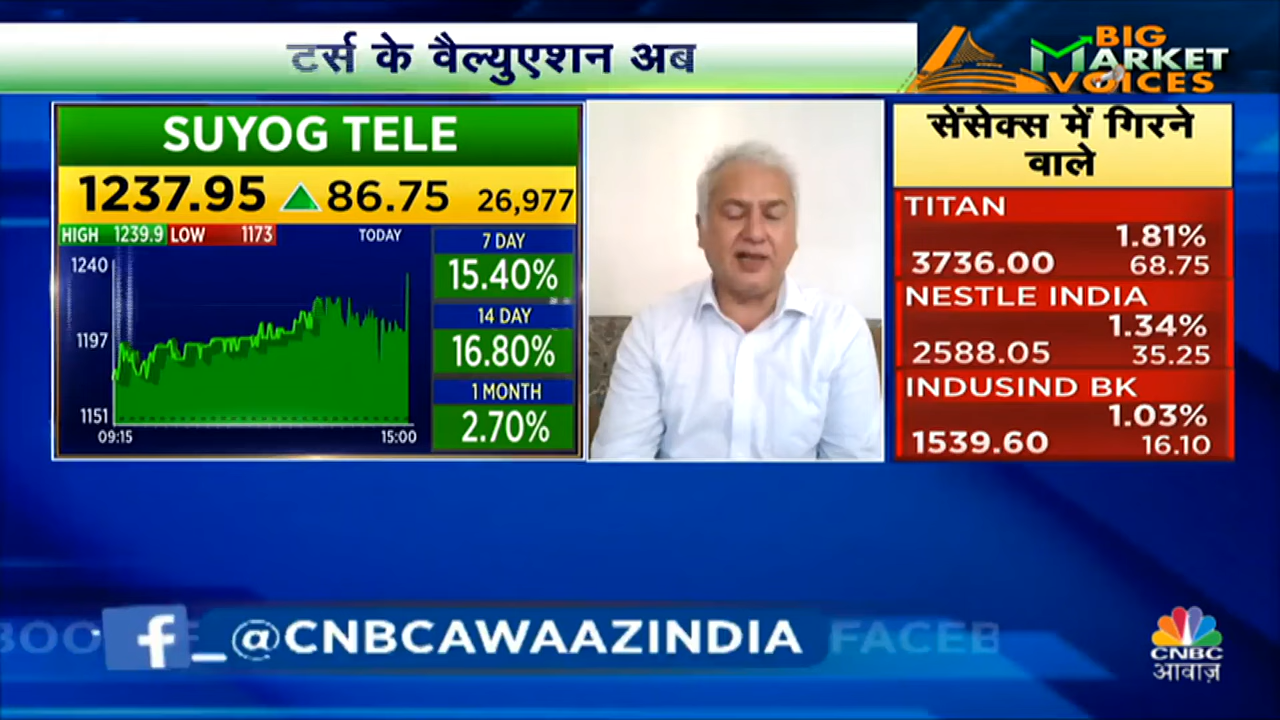 टर्स के वैल्युएशन अब
BIG
MARKET
VOICES
SUYOG TELE
1237.95 ▲ 86.75 26,977
HIGH 1239.9 LOW 1173 TODAY
1240
1197
1151
09:15 15:00
7 DAY
15.40%
14 DAY
16.80%
1 MONTH
2.70%
सेंसेक्स में गिरने
वाले
TITAN
1.81%
3736.00 68.75
NESTLE INDIA
1.34%
2588.05 35.25
INDUSIND BK
1.03%
1539.60 16.10
f_@CNBCAWAAZINDIA FACEB
CNBC
आवाज़